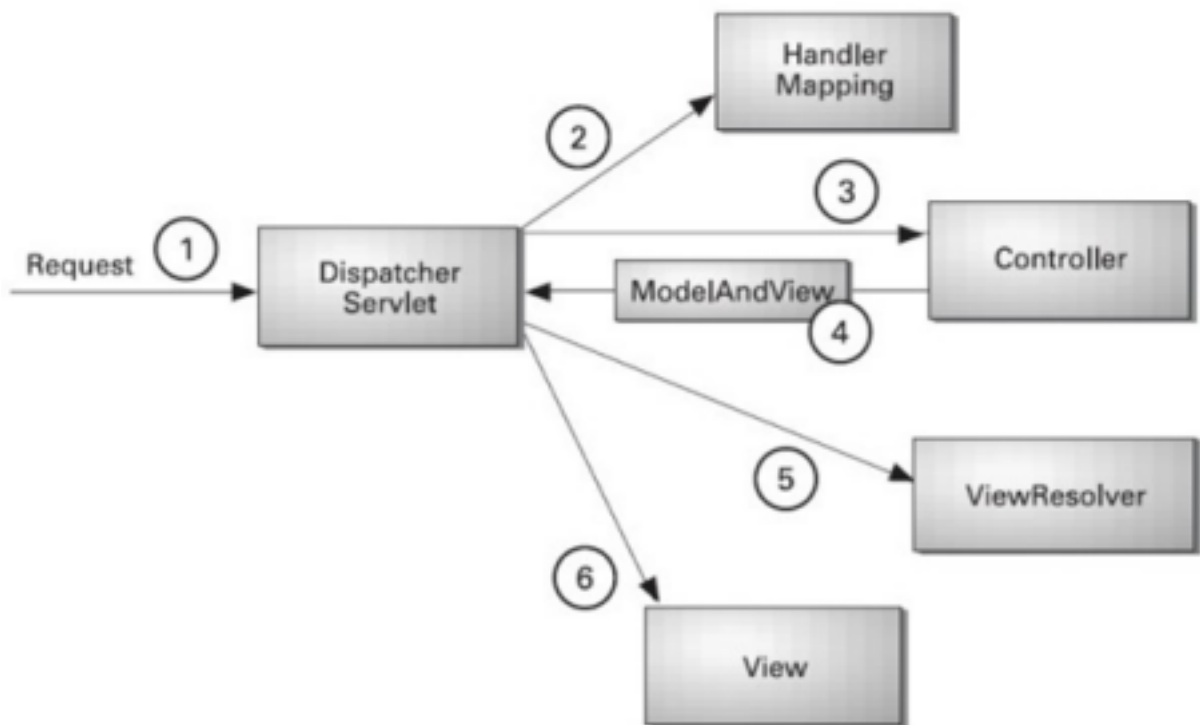 Handler
Mapping
2
3
1
Request
Dispatcher
Servlet
Controller
ModelAndView
4
5
ViewResolver
6
View